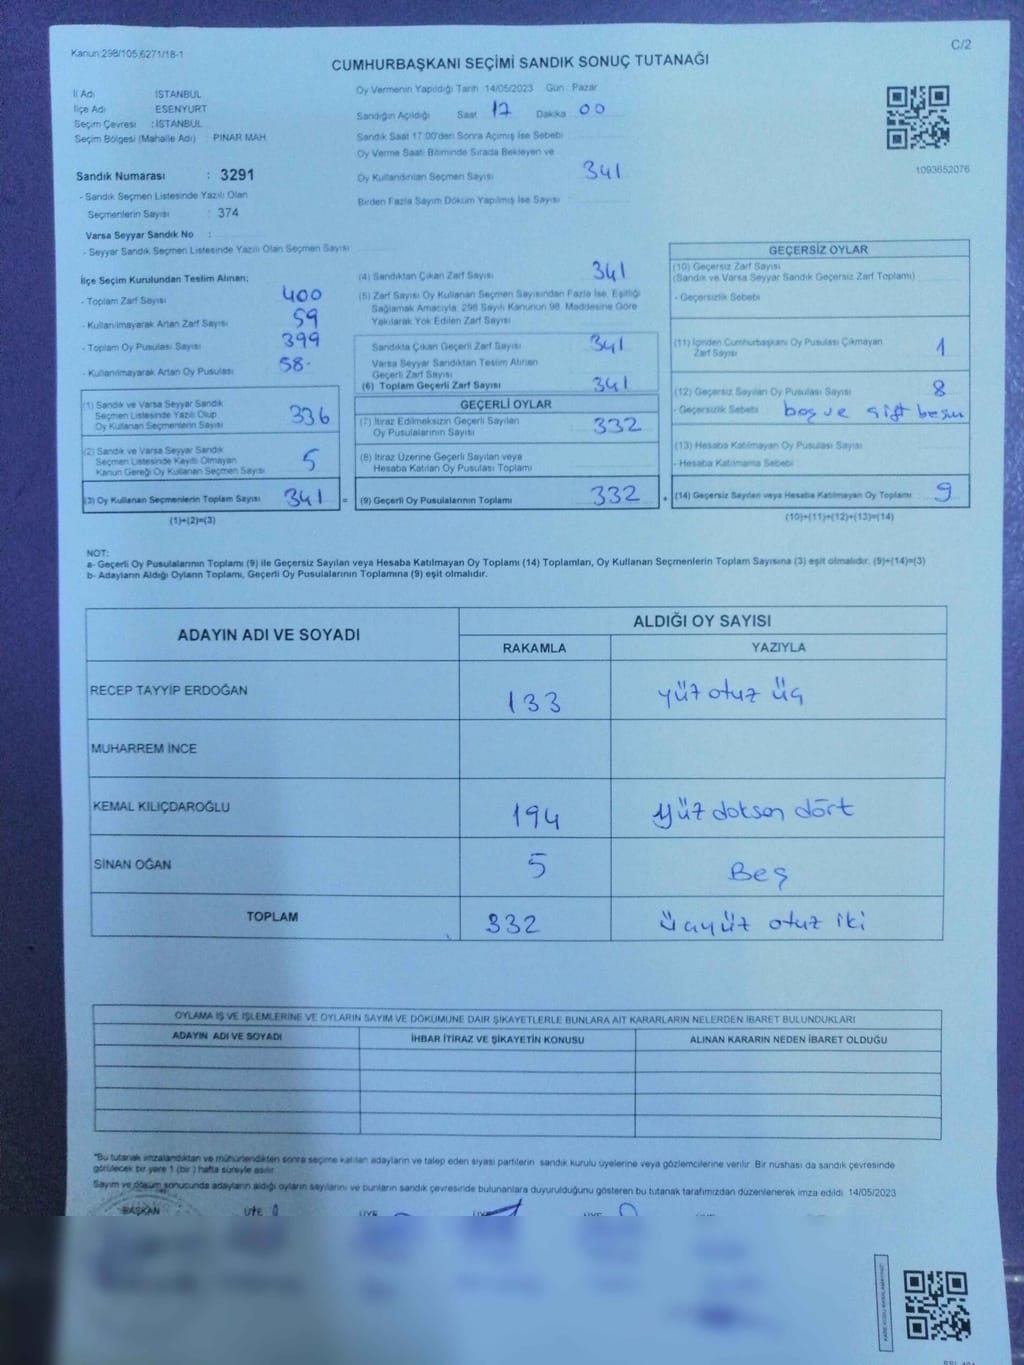 Kanun:298/105,6271/18-1
C/2
CUMHURBAŞKANI SEÇİMİ SANDIK SONUÇ TUTANAĞI
İl Adı : İSTANBUL
İlçe Adı : ESENYURT
Seçim Çevresi : İSTANBUL
Seçim Bölgesi (Mahalle Adı) : PINAR MAH.
Sandık Numarası : 3291
- Sandık Seçmen Listesinde Yazılı Olan
Seçmenlerin Sayısı : 374
Varsa Seyyar Sandık No :
- Seyyar Sandık Seçmen Listesinde Yazılı Olan Seçmen Sayısı
Oy Vermenin Yapıldığı Tarih 14/05/2023 Gün : Pazar
Sandığın Açıldığı Saat 17 Dakika 00
Sandık Saat 17:00'den Sonra Açılmış İse Sebebi
Oy Verme Saati Bitiminde Sırada Bekleyen ve
Oy Kullandırılan Seçmen Sayısı 341
Birden Fazla Sayım Döküm Yapılmış İse Sayısı
1093652076
İlçe Seçim Kurulundan Teslim Alınan;
- Toplam Zarf Sayısı 400
- Kullanılmayarak Artan Zarf Sayısı 59
- Toplam Oy Pusulası Sayısı 399
- Kullanılmayarak Artan Oy Pusulası 58-
(1) Sandık ve Varsa Seyyar Sandık
Seçmen Listesinde Yazılı Olup
Oy Kullanan Seçmenlerin Sayısı 336
(2) Sandık ve Varsa Seyyar Sandık
Seçmen Listesinde Kayıtlı Olmayan
Kanun Gereği Oy Kullanan Seçmen Sayısı 5
(3) Oy Kullanan Seçmenlerin Toplam Sayısı 341 =
(1)+(2)=(3)
(4) Sandıktan Çıkan Zarf Sayısı 341
(5) Zarf Sayısı Oy Kullanan Seçmen Sayısından Fazla İse, Eşitliği
Sağlamak Amacıyla; 298 Sayılı Kanunun 98. Maddesine Göre
Yakılarak Yok Edilen Zarf Sayısı
Sandıkta Çıkan Geçerli Zarf Sayısı 341
Varsa Seyyar Sandıktan Teslim Alınan
Geçerli Zarf Sayısı
(6) Toplam Geçerli Zarf Sayısı 341
GEÇERLİ OYLAR
(7) İtiraz Edilmeksizin Geçerli Sayılan
Oy Pusulalarının Sayısı 332
(8) İtiraz Üzerine Geçerli Sayılan veya
Hesaba Katılan Oy Pusulası Toplamı
(9) Geçerli Oy Pusulalarının Toplamı 332 +
GEÇERSİZ OYLAR
(10) Geçersiz Zarf Sayısı
(Sandık ve Varsa Seyyar Sandık Geçersiz Zarf Toplamı)
- Geçersizlik Sebebi
(11) İçinden Cumhurbaşkanı Oy Pusulası Çıkmayan
Zarf Sayısı 1
(12) Geçersiz Sayılan Oy Pusulası Sayısı 8
- Geçersizlik Sebebi boş ve çift basım
(13) Hesaba Katılmayan Oy Pusulası Sayısı
- Hesaba Katılmama Sebebi
(14) Geçersiz Sayılan veya Hesaba Katılmayan Oy Toplamı 9
(10)+(11)+(12)+(13)=(14)
NOT:
a- Geçerli Oy Pusulalarının Toplamı (9) ile Geçersiz Sayılan veya Hesaba Katılmayan Oy Toplamı (14) Toplamları, Oy Kullanan Seçmenlerin Toplam Sayısına (3) eşit olmalıdır. (9)+(14)=(3)
b- Adayların Aldığı Oyların Toplamı, Geçerli Oy Pusulalarının Toplamına (9) eşit olmalıdır.
ADAYIN ADI VE SOYADI
ALDIĞI OY SAYISI
RAKAMLA YAZIYLA
RECEP TAYYİP ERDOĞAN 133 yüz otuz üç
MUHARREM İNCE
KEMAL KILIÇDAROĞLU 194 Yüz doksan dört
SİNAN OĞAN 5 Beş
TOPLAM 332 üçyüz otuz iki
OYLAMA İŞ VE İŞLEMLERİNE VE OYLARIN SAYIM VE DÖKÜMÜNE DAİR ŞİKAYETLERLE BUNLARA AİT KARARLARIN NELERDEN İBARET BULUNDUKLARI
ADAYIN ADI VE SOYADI İHBAR İTİRAZ VE ŞİKAYETİN KONUSU ALINAN KARARIN NEDEN İBARET OLDUĞU
"Bu tutanak imzalandıktan ve mühürlendikten sonra seçime katılan adayların ve talep eden siyasi partilerin sandık kurulu üyelerine veya gözlemcilerine verilir. Bir nüshası da sandık çevresinde
görülecek bir yere 1 (bir) hafta süreyle asılır.
Sayım ve döküm sonucunda adayların aldığı oyların sayılarını ve bunların sandık çevresinde bulunanlara duyurulduğunu gösteren bu tutanak tarafımızdan düzenlenerek imza edildi. 14/05/2023
BAŞKAN ÜYE ÜYE ÜYE ÜYE